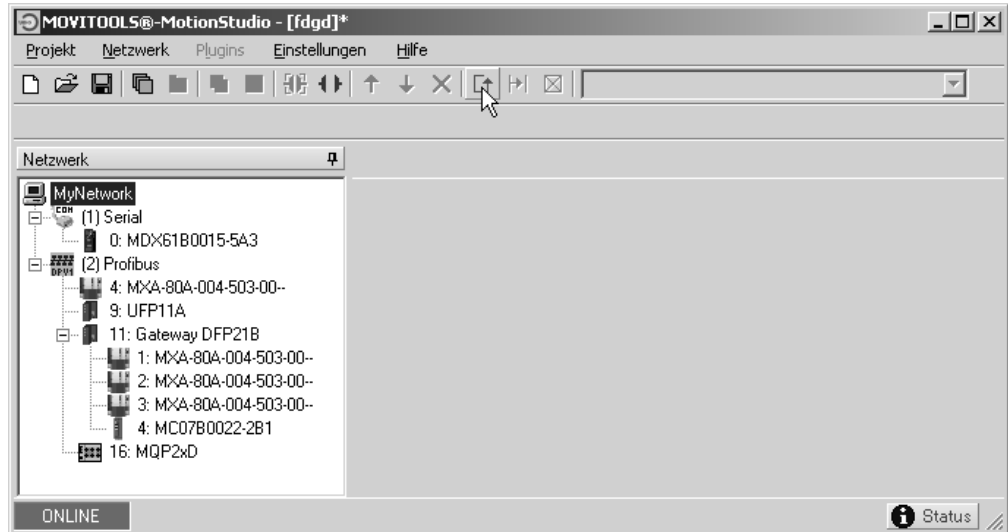 MOVITOOLS®-MotionStudio - [fdgd]*
Projekt Netzwerk Plugins Einstellungen Hilfe
Netzwerk
MyNetwork
COM (1) Serial
0: MDX61B0015-5A3
DPV1 (2) Profibus
4: MXA-80A-004-503-00--
9: UFP11A
11: Gateway DFP21B
1: MXA-80A-004-503-00--
2: MXA-80A-004-503-00--
3: MXA-80A-004-503-00--
4: MC07B0022-2B1
16: MQP2xD
ONLINE Status